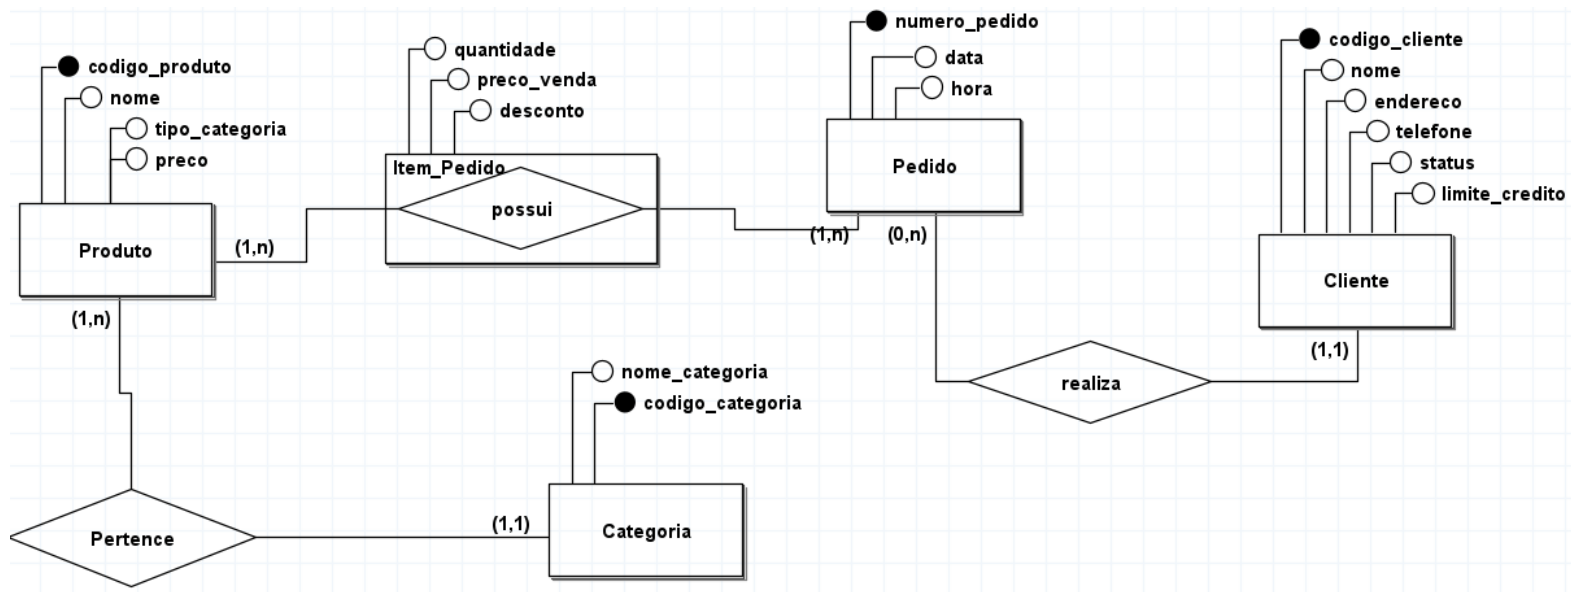 numero_pedido
data
hora
codigo_cliente
nome
endereco
telefone
status
limite_credito
quantidade
preco_venda
desconto
codigo_produto
nome
tipo_categoria
preco
Item_Pedido
possui
Pedido
Produto
(1,n)
(1,n)
(0,n)
Cliente
(1,n)
(1,1)
realiza
nome_categoria
codigo_categoria
Pertence
(1,1)
Categoria